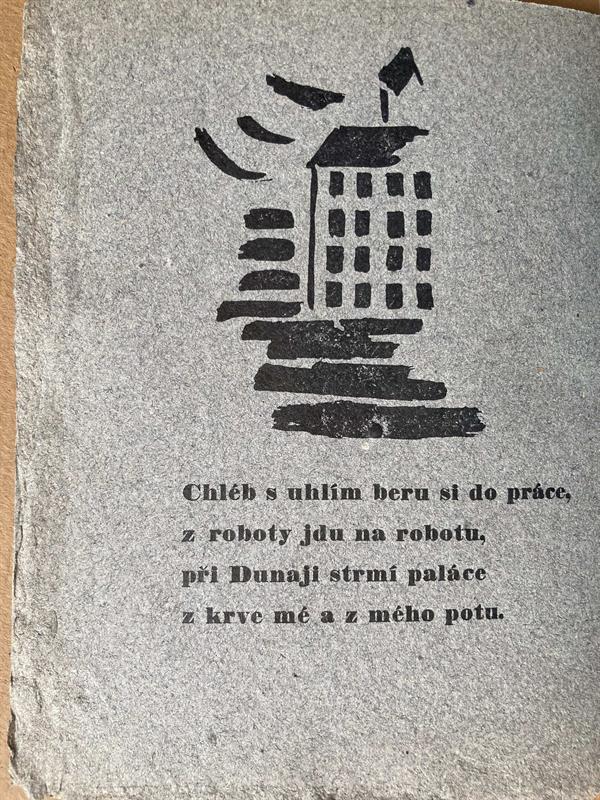 Chléb s uhlím beru si do práce,
z roboty jdu na robotu,
při Dunaji strmí paláce
z krve mé a z mého potu.